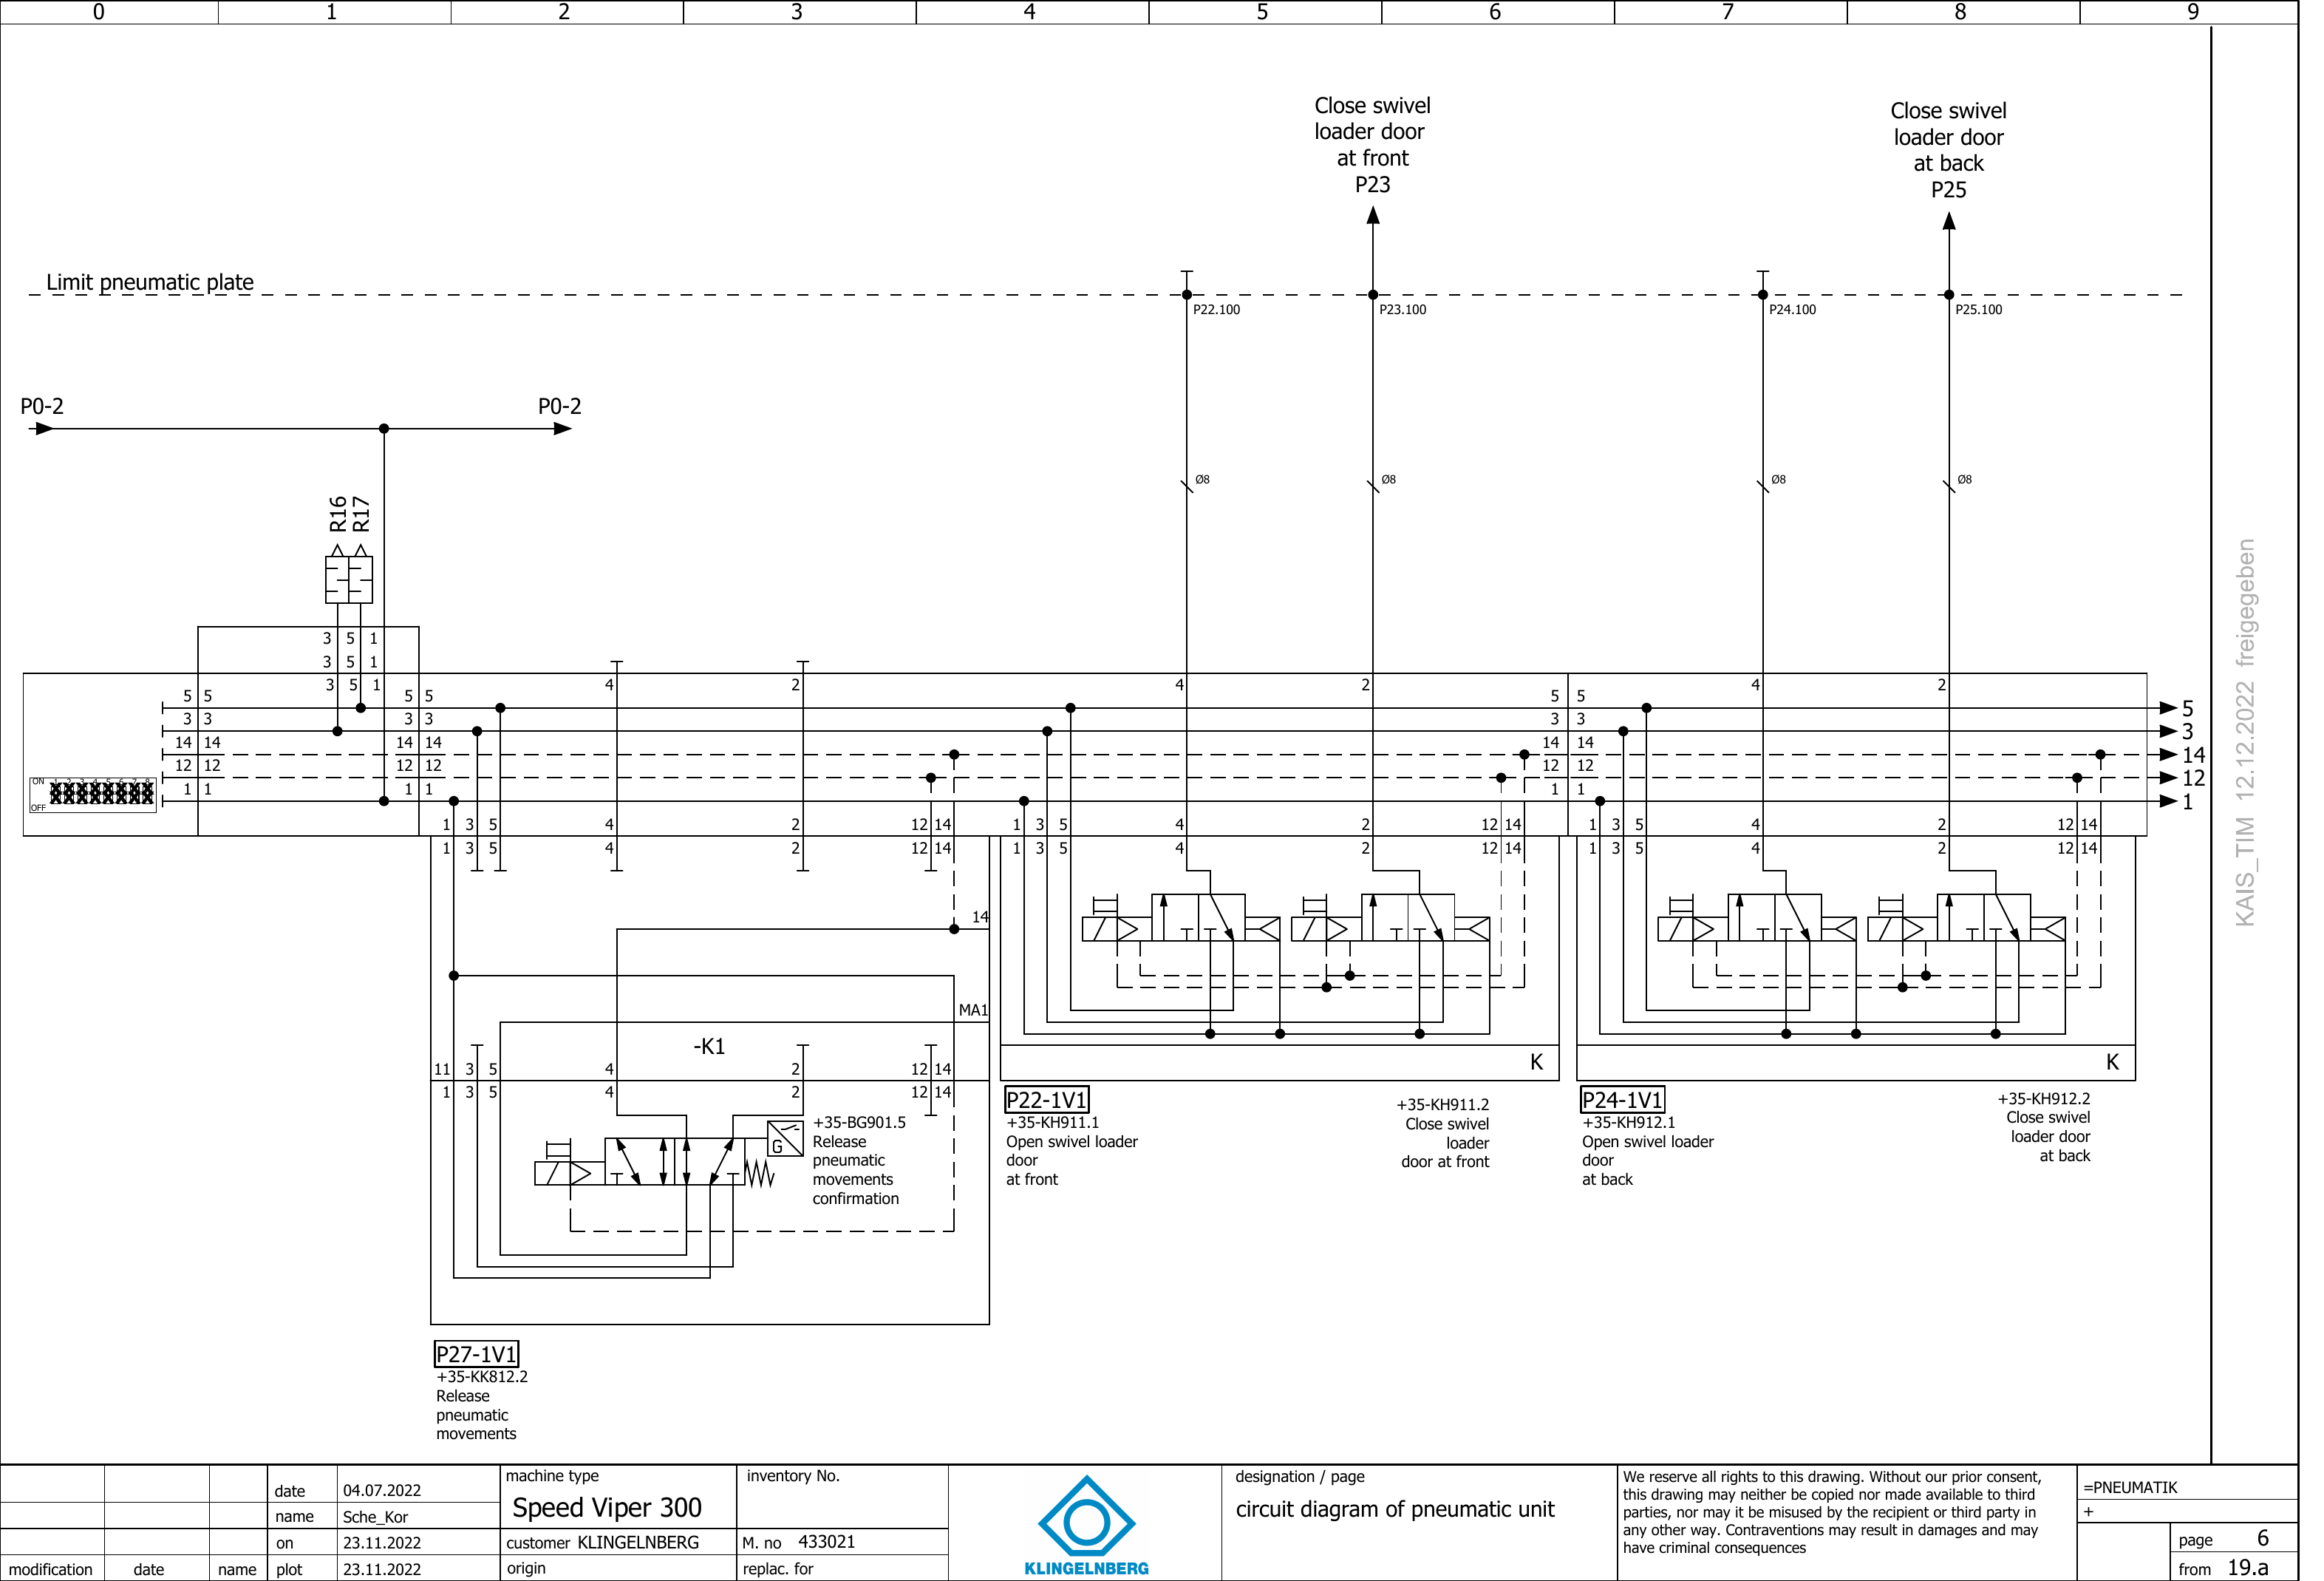 0 1 2 3 4 5 6 7 8 9
Close swivel
loader door
at front
P23
Close swivel
loader door
at back
P25
Limit pneumatic plate
P22.100 P23.100 P24.100 P25.100
P0-2 P0-2
Ø8 Ø8 Ø8 Ø8
R16
R17
3 5 1
3 5 1
3 5 1 4 2 4 2 4 2
5 5 5 5 5 5 5
3 3 3 3 3 3 3
14 14 14 14 14 14 14
12 12 12 12 12 12 12
1 1 1 1 1 1 1
ON 1 2 3 4 5 6 7 8
OFF
1 3 5 4 2 12 14 1 3 5 4 2 12 14 1 3 5 4 2 12 14
1 3 5 4 2 12 14 1 3 5 4 2 12 14 1 3 5 4 2 12 14
14
MA1
-K1
K K
11 3 5 4 2 12 14
1 3 5 4 2 12 14
G
+35-BG901.5
Release
pneumatic
movements
confirmation
P22-1V1
+35-KH911.1
Open swivel loader
door
at front
+35-KH911.2
Close swivel
loader
door at front
P24-1V1
+35-KH912.1
Open swivel loader
door
at back
+35-KH912.2
Close swivel
loader door
at back
P27-1V1
+35-KK812.2
Release
pneumatic
movements
KAIS_TIM 12.12.2022 freigegeben
modification date name
date 04.07.2022
name Sche_Kor
on 23.11.2022
plot 23.11.2022
machine type
Speed Viper 300
customer KLINGELNBERG
origin
inventory No.
M. no 433021
replac. for
KLINGELNBERG
designation / page
circuit diagram of pneumatic unit
We reserve all rights to this drawing. Without our prior consent,
this drawing may neither be copied nor made available to third
parties, nor may it be misused by the recipient or third party in
any other way. Contraventions may result in damages and may
have criminal consequences
=PNEUMATIK
+
page 6
from 19.a